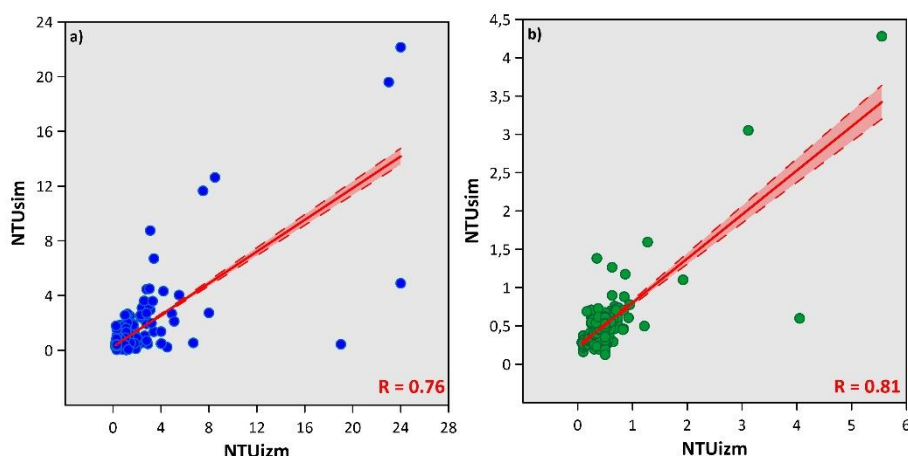 a)
24
20
16
12
8
4
0
NTUsim
0 4 8 12 16 20 24 28
NTUizm
R = 0.76
b)
4,5
4
3,5
3
2,5
2
1,5
1
0,5
0
NTUsim
0 1 2 3 4 5 6
NTUizm
R = 0.81